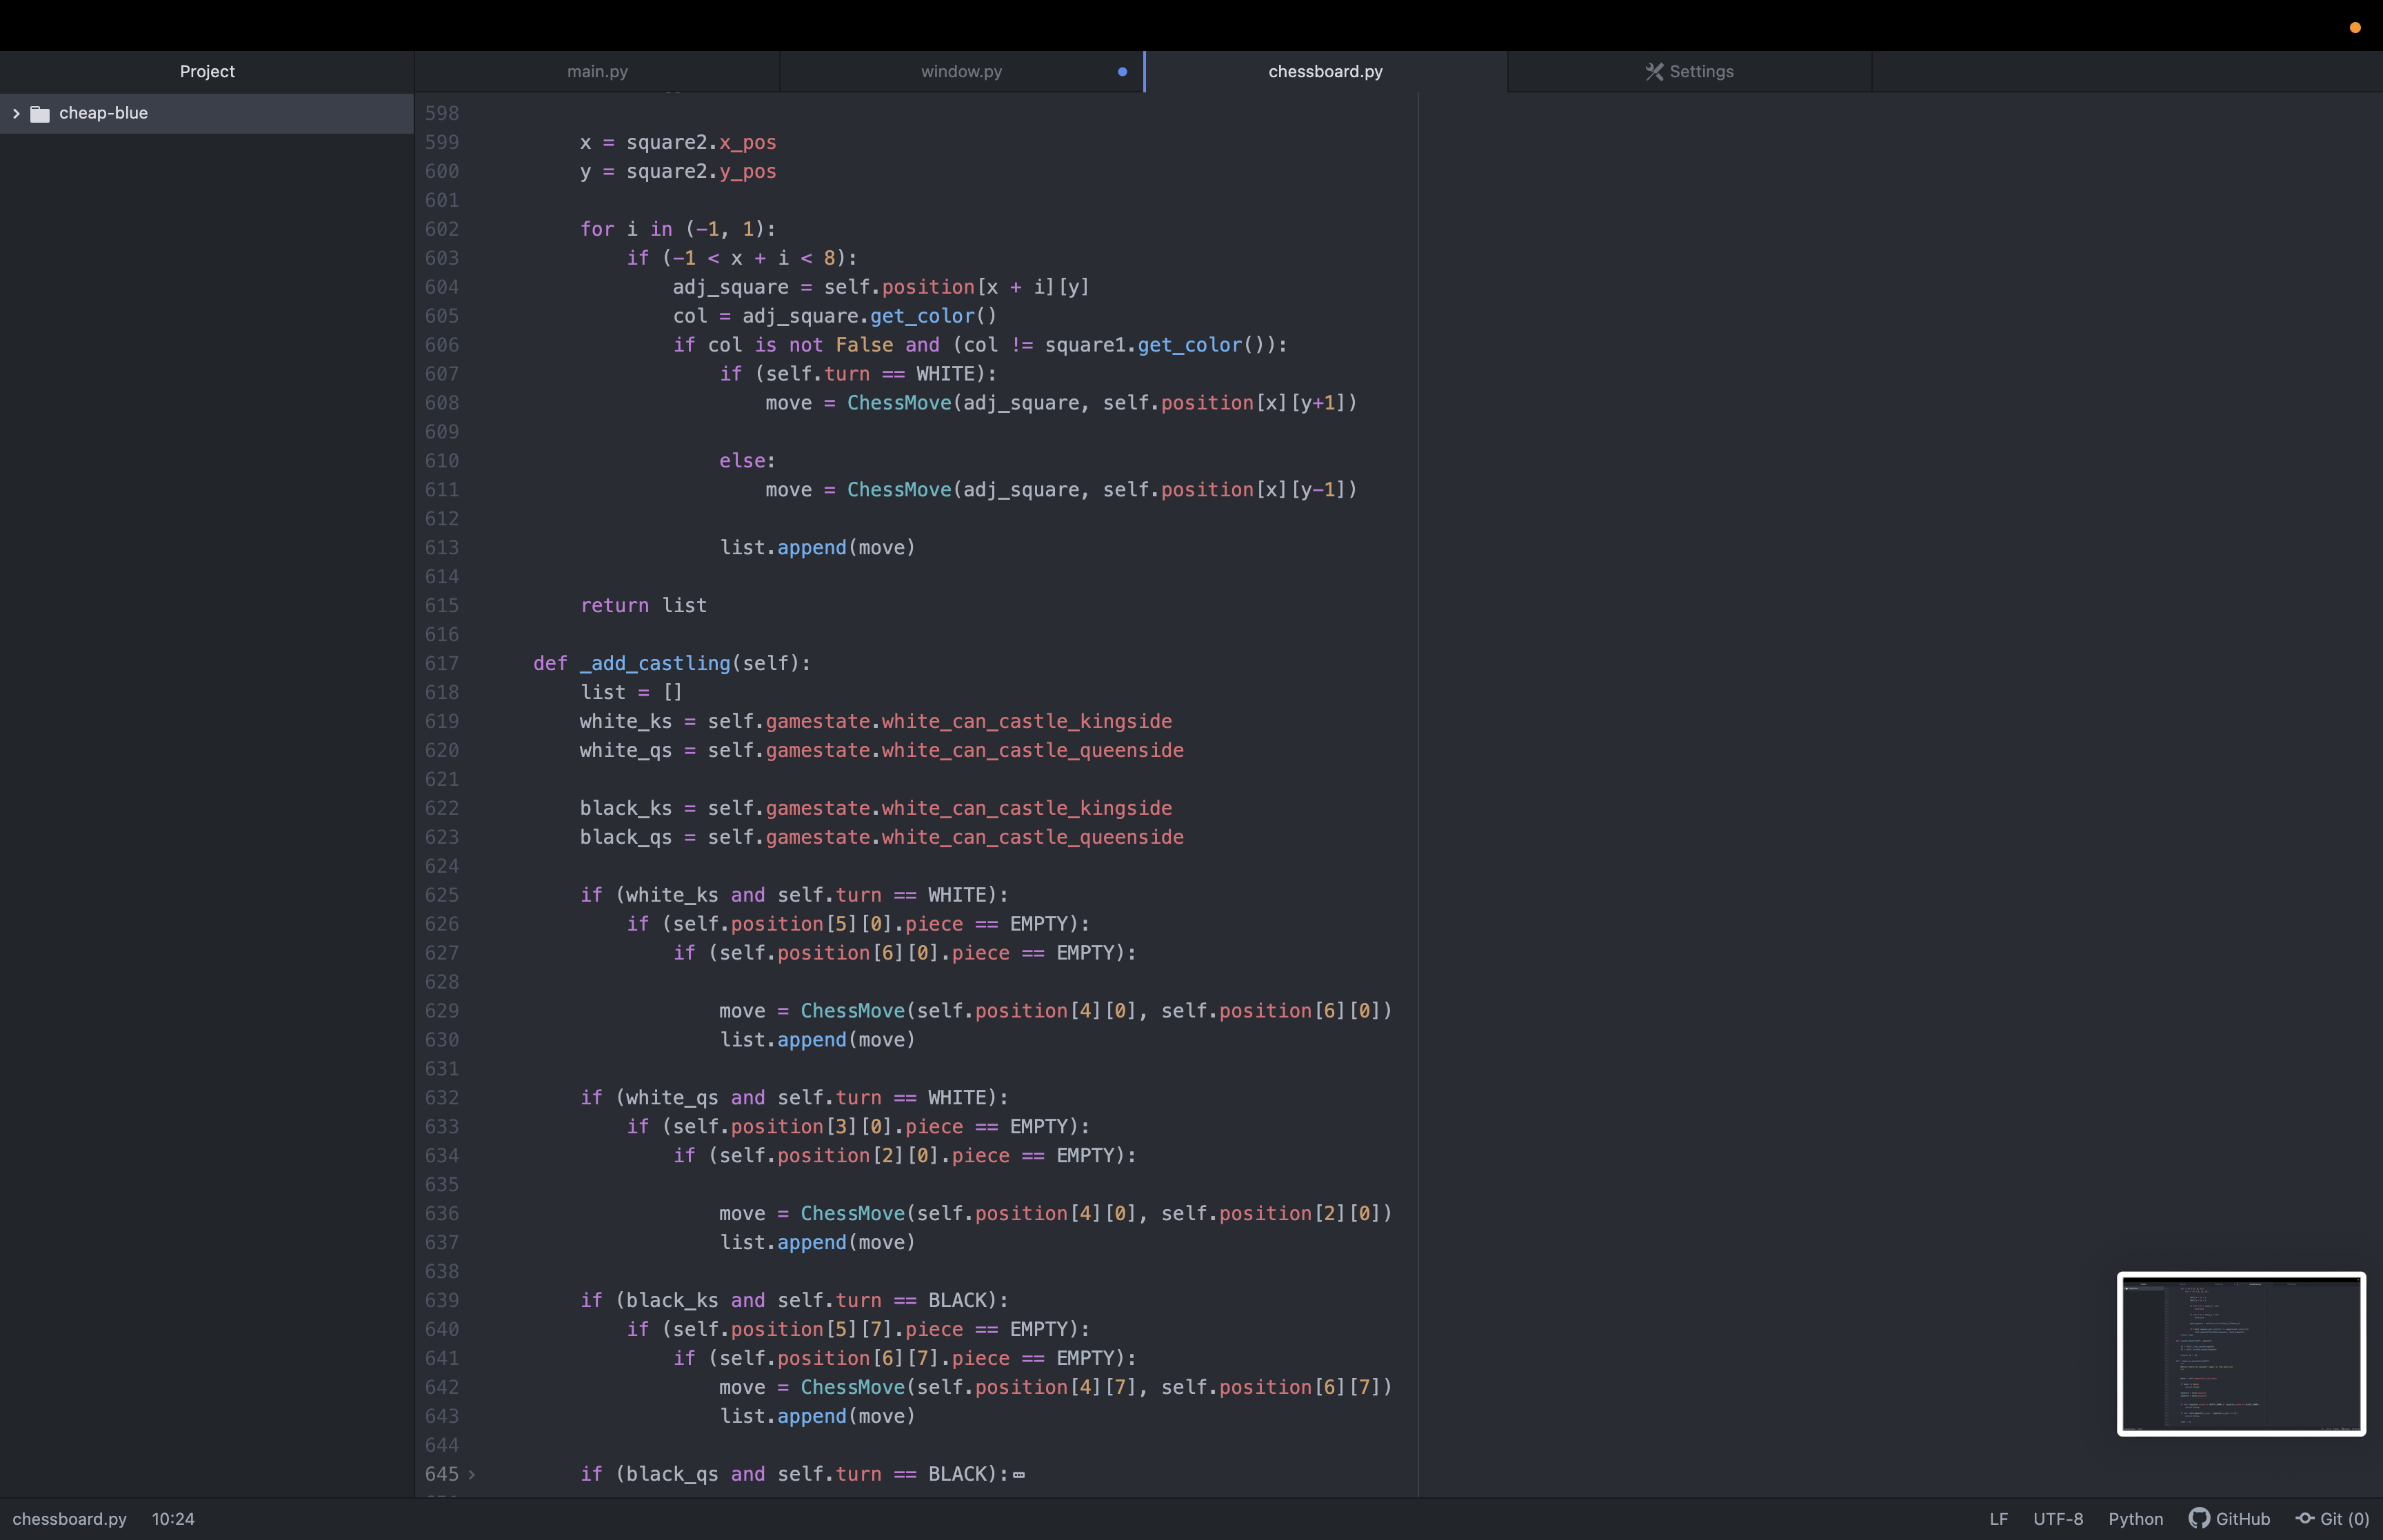 Project
main.py
window.py
chessboard.py
Settings
cheap-blue
598
599 x = square2.x_pos
600 y = square2.y_pos
601
602 for i in (-1, 1):
603 if (-1 < x + i < 8):
604 adj_square = self.position[x + i][y]
605 col = adj_square.get_color()
606 if col is not False and (col != square1.get_color()):
607 if (self.turn == WHITE):
608 move = ChessMove(adj_square, self.position[x][y+1])
609
610 else:
611 move = ChessMove(adj_square, self.position[x][y-1])
612
613 list.append(move)
614
615 return list
616
617 def _add_castling(self):
618 list = []
619 white_ks = self.gamestate.white_can_castle_kingside
620 white_qs = self.gamestate.white_can_castle_queenside
621
622 black_ks = self.gamestate.white_can_castle_kingside
623 black_qs = self.gamestate.white_can_castle_queenside
624
625 if (white_ks and self.turn == WHITE):
626 if (self.position[5][0].piece == EMPTY):
627 if (self.position[6][0].piece == EMPTY):
628
629 move = ChessMove(self.position[4][0], self.position[6][0])
630 list.append(move)
631
632 if (white_qs and self.turn == WHITE):
633 if (self.position[3][0].piece == EMPTY):
634 if (self.position[2][0].piece == EMPTY):
635
636 move = ChessMove(self.position[4][0], self.position[2][0])
637 list.append(move)
638
639 if (black_ks and self.turn == BLACK):
640 if (self.position[5][7].piece == EMPTY):
641 if (self.position[6][7].piece == EMPTY):
642 move = ChessMove(self.position[4][7], self.position[6][7])
643 list.append(move)
644
645 if (black_qs and self.turn == BLACK):
chessboard.py 10:24
LF UTF-8 Python GitHub Git (0)